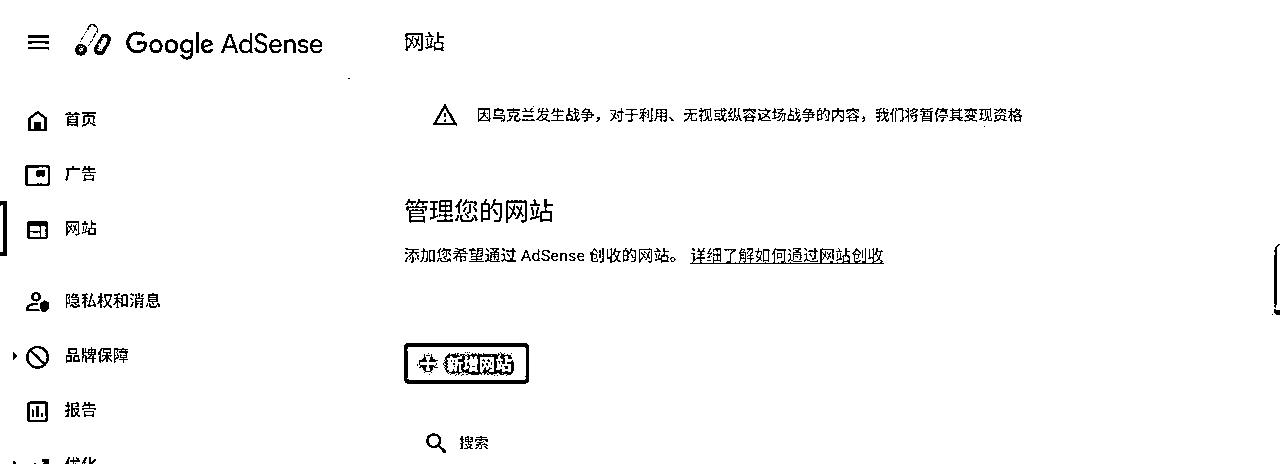 Google AdSense
网站
首页
因乌克兰发生战争，对于利用、无视或纵容这场战争的内容，我们将暂停其变现资格
广告
管理您的网站
网站
添加您希望通过 AdSense 创收的网站。 详细了解如何通过网站创收
隐私权和消息
品牌保障
新增网站
报告
搜索
优化